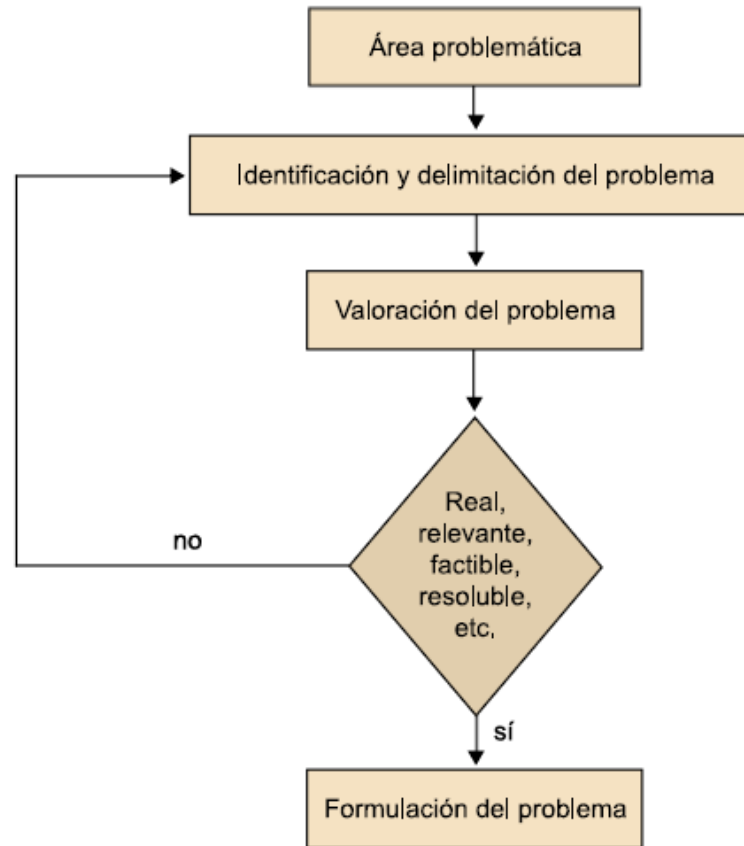 Área problemática
Identificación y delimitación del problema
Valoración del problema
Real,
relevante,
factible,
resoluble,
etc.
no
sí
Formulación del problema